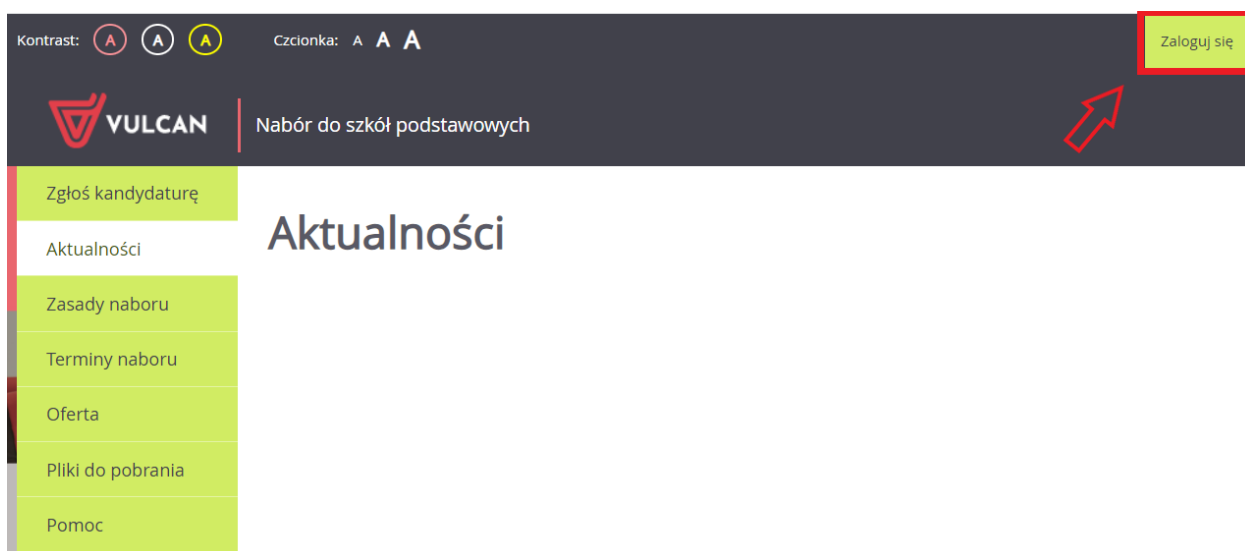 Kontrast: A A A Czcionka: A A A Zaloguj się
VULCAN Nabór do szkół podstawowych
Zgłoś kandydaturę
Aktualności
Aktualności
Zasady naboru
Terminy naboru
Oferta
Pliki do pobrania
Pomoc